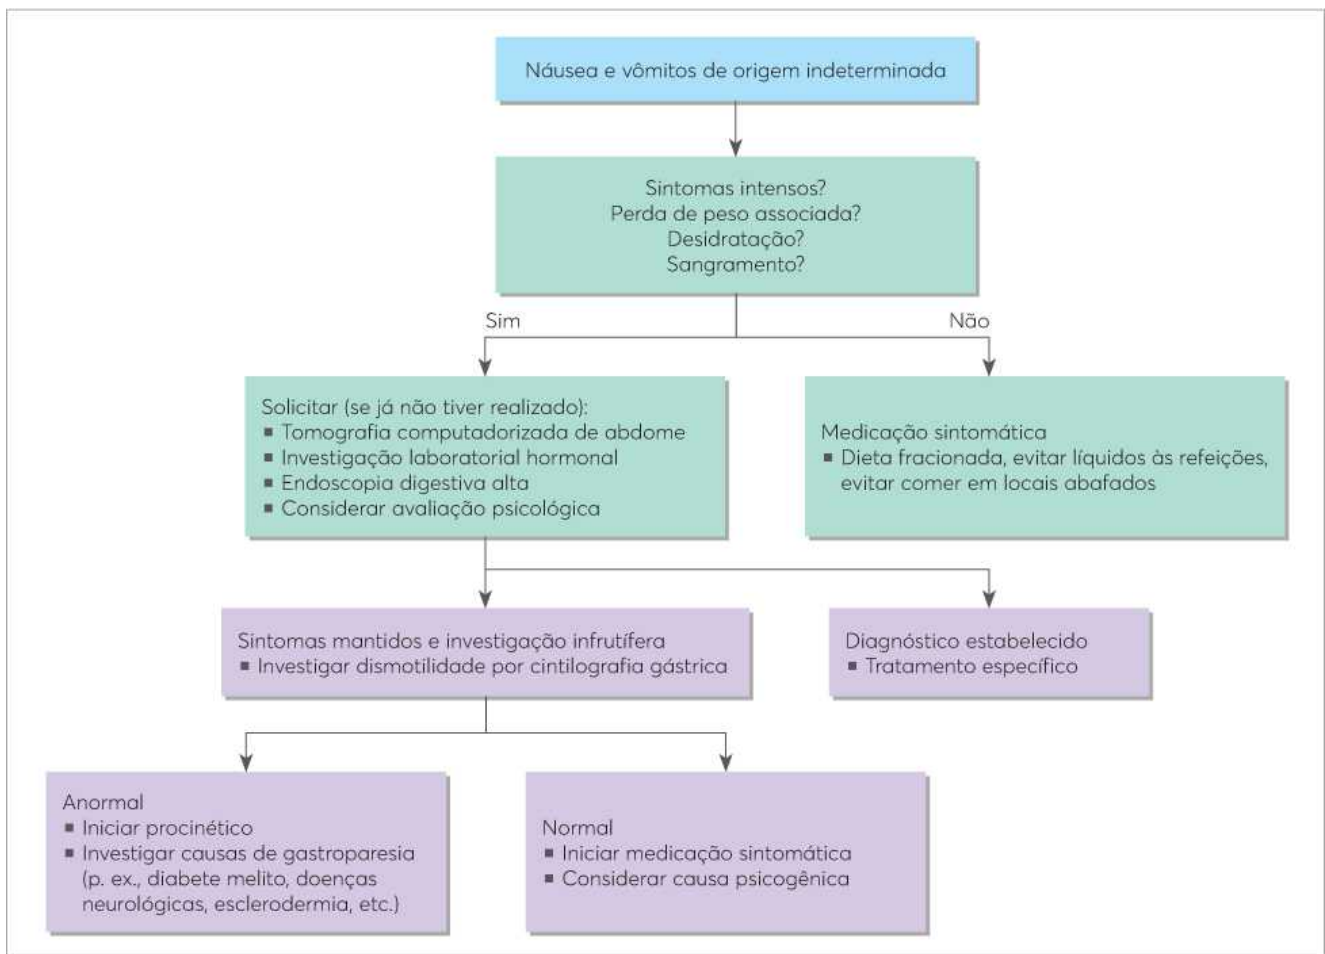 Náusea e vômitos de origem indeterminada
Sintomas intensos?
Perda de peso associada?
Desidratação?
Sangramento?
Sim
Não
Solicitar (se já não tiver realizado):
▪ Tomografia computadorizada de abdome
▪ Investigação laboratorial hormonal
▪ Endoscopia digestiva alta
▪ Considerar avaliação psicológica
Medicação sintomática
▪ Dieta fracionada, evitar líquidos às refeições,
evitar comer em locais abafados
Sintomas mantidos e investigação infrutífera
▪ Investigar dismotilidade por cintilografia gástrica
Diagnóstico estabelecido
▪ Tratamento específico
Anormal
▪ Iniciar procinético
▪ Investigar causas de gastroparesia
(p. ex., diabete melito, doenças
neurológicas, esclerodermia, etc.)
Normal
▪ Iniciar medicação sintomática
▪ Considerar causa psicogênica